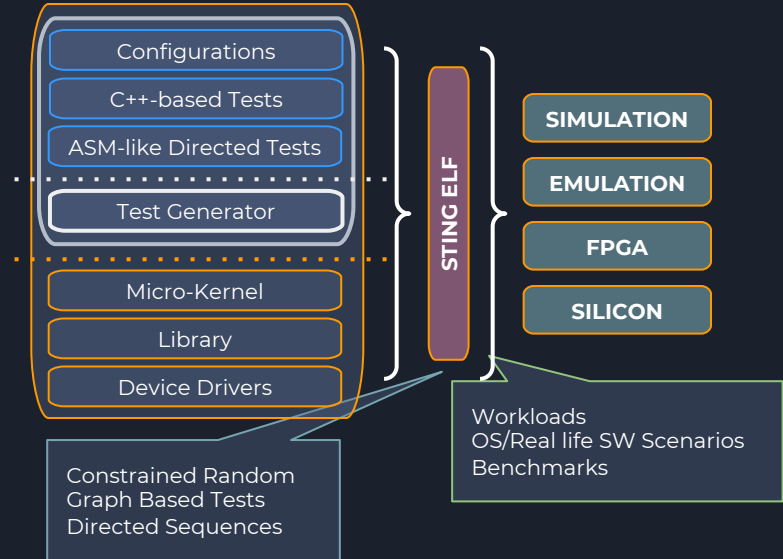 Configurations
C++-based Tests
ASM-like Directed Tests
Test Generator
Micro-Kernel
Library
Device Drivers
STING ELF
SIMULATION
EMULATION
FPGA
SILICON
Constrained Random
Graph Based Tests
Directed Sequences
Workloads
OS/Real life SW Scenarios
Benchmarks